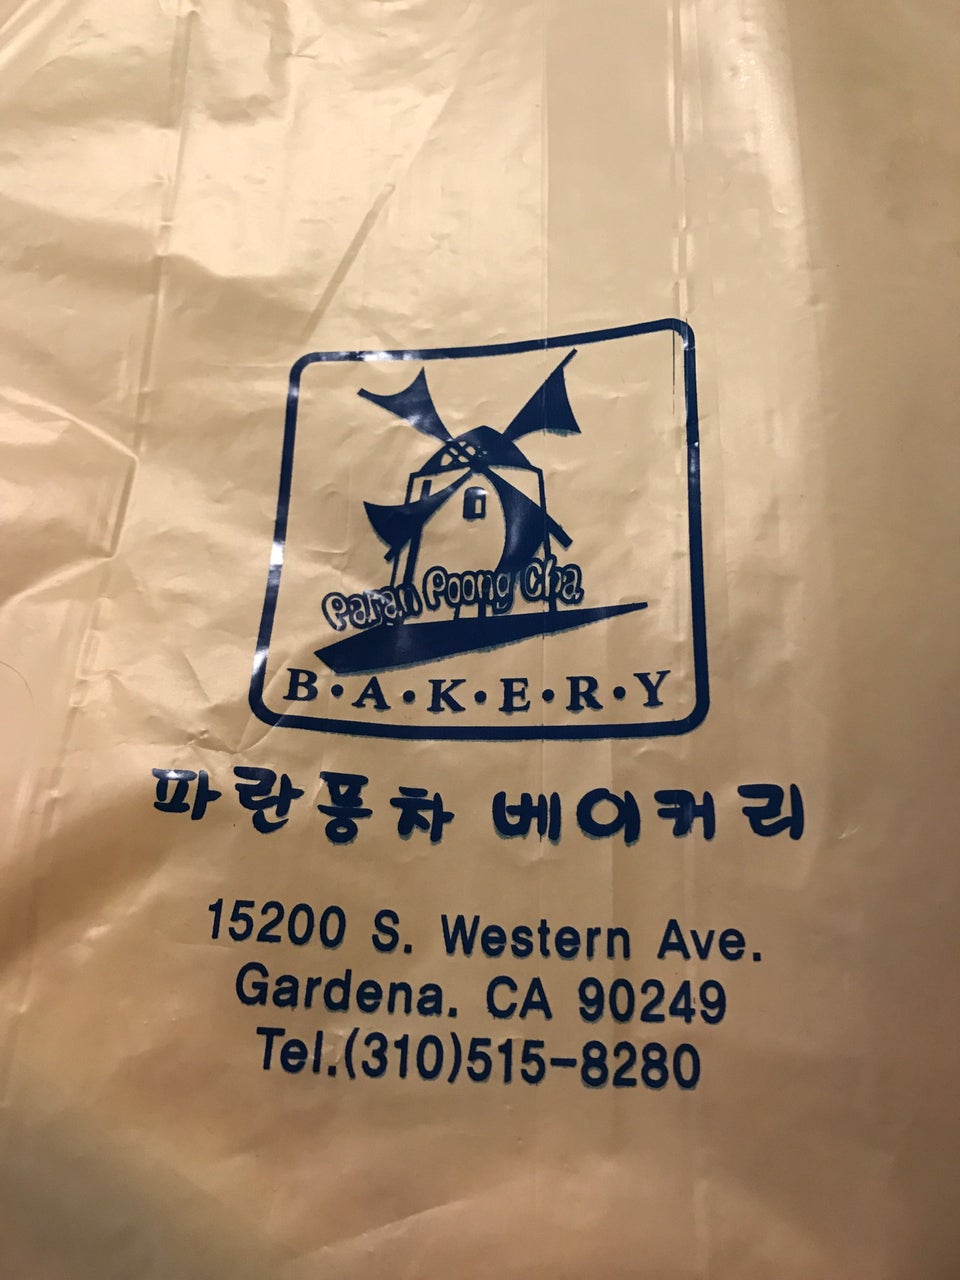 Paran Poong Cha
B·A·K·E·R·Y
파란풍차 베이커리
15200 S. Western Ave.
Gardena. CA 90249
Tel.(310)515-8280